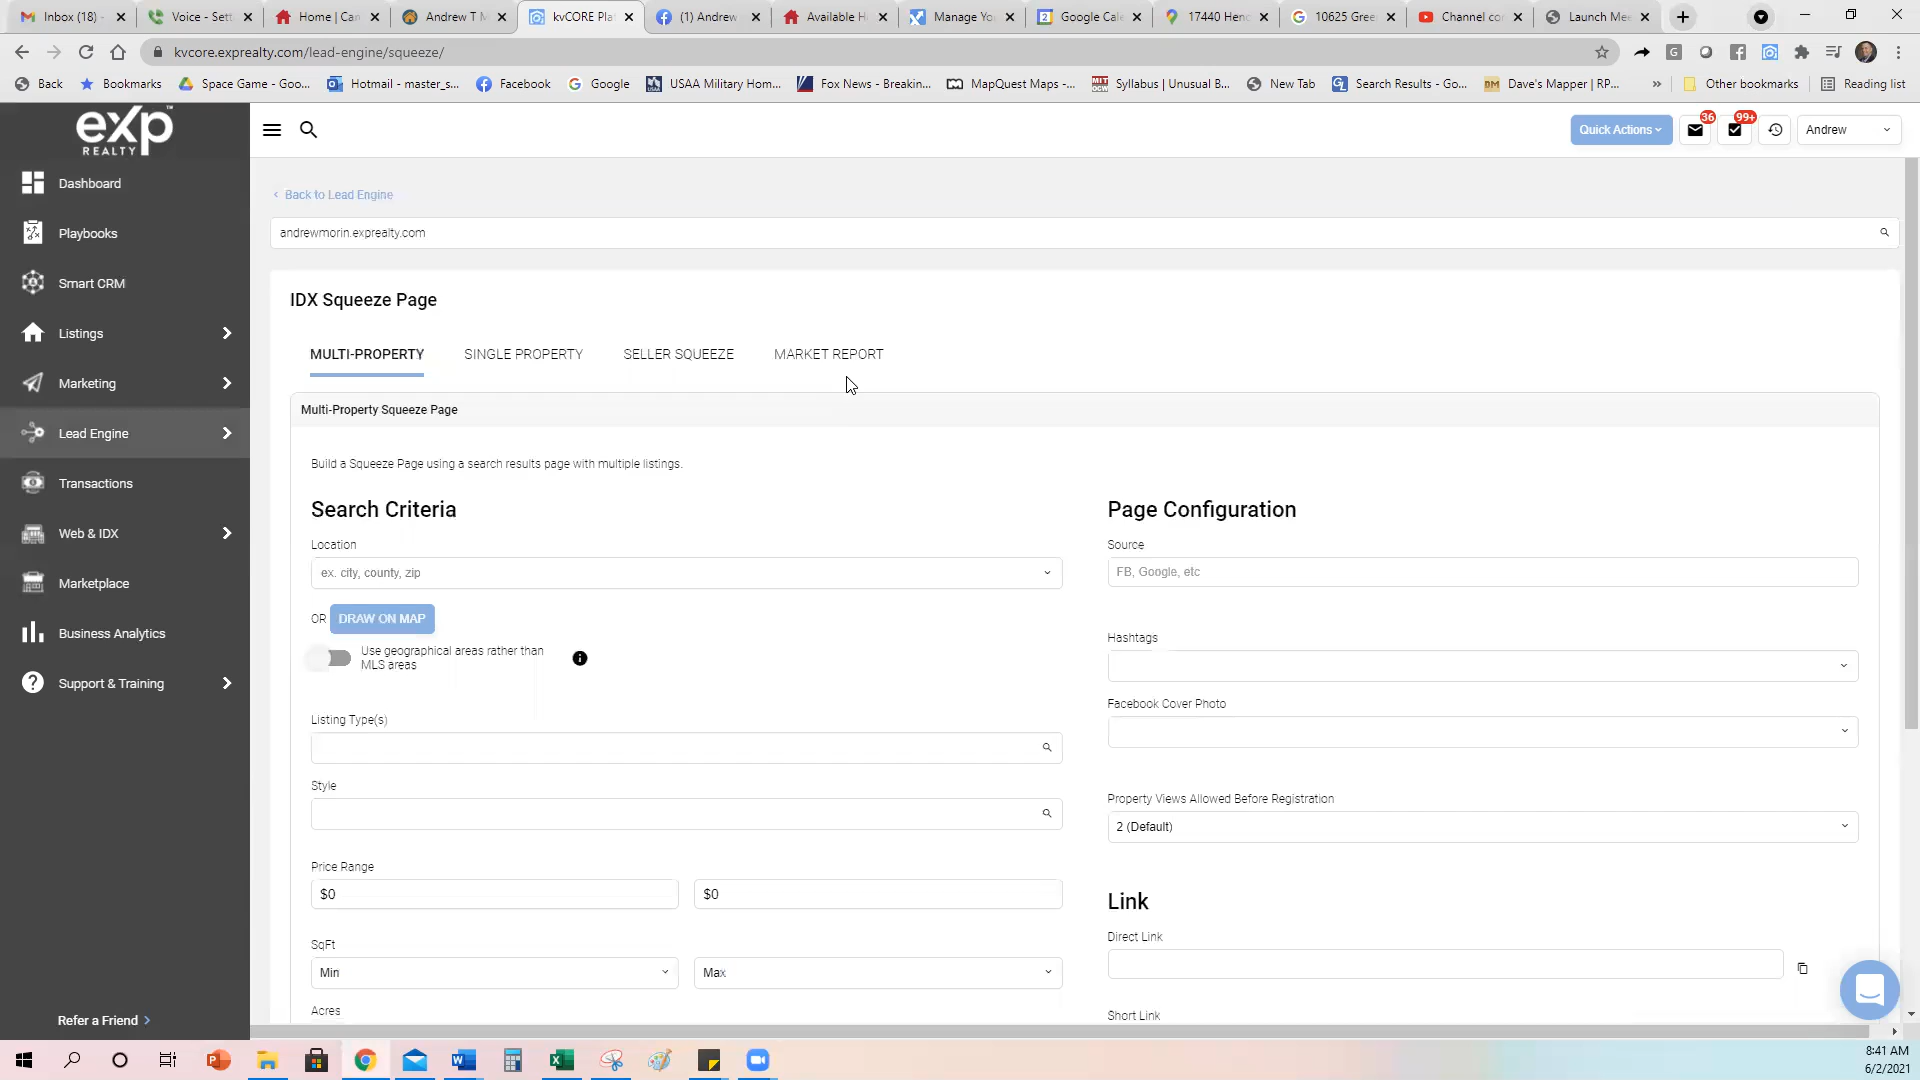 Inbox (18) -
Voice - Sett
Home | Can
Andrew T M
kvCORE Pla
(1) Andrew
Available H
Manage Yo
Google Cale
17440 Hend
10625 Gree
Channel co
Launch Mee
kvcore.exprealty.com/lead-engine/squeeze/
Back
Bookmarks
Space Game - Goo...
Hotmail - master_s...
Facebook
Google
USAA Military Hom...
Fox News - Breakin...
MapQuest Maps -...
Syllabus | Unusual B...
New Tab
Search Results - Go...
Dave's Mapper | RP...
»
Other bookmarks
Reading list
eXp
REALTY
Quick Actions
36
99+
Andrew
Dashboard
Playbooks
Smart CRM
Listings
Marketing
Lead Engine
Transactions
Web & IDX
Marketplace
Business Analytics
Support & Training
Refer a Friend >
‹ Back to Lead Engine
andrewmorin.exprealty.com
IDX Squeeze Page
MULTI-PROPERTY
SINGLE PROPERTY
SELLER SQUEEZE
MARKET REPORT
Multi-Property Squeeze Page
Build a Squeeze Page using a search results page with multiple listings.
Search Criteria
Location
ex. city, county, zip
OR DRAW ON MAP
Use geographical areas rather than
MLS areas
Listing Type(s)
Style
Price Range
$0
$0
SqFt
Min
Max
Acres
Page Configuration
Source
FB, Google, etc
Hashtags
Facebook Cover Photo
Property Views Allowed Before Registration
2 (Default)
Link
Direct Link
Short Link
8:41 AM
6/2/2021